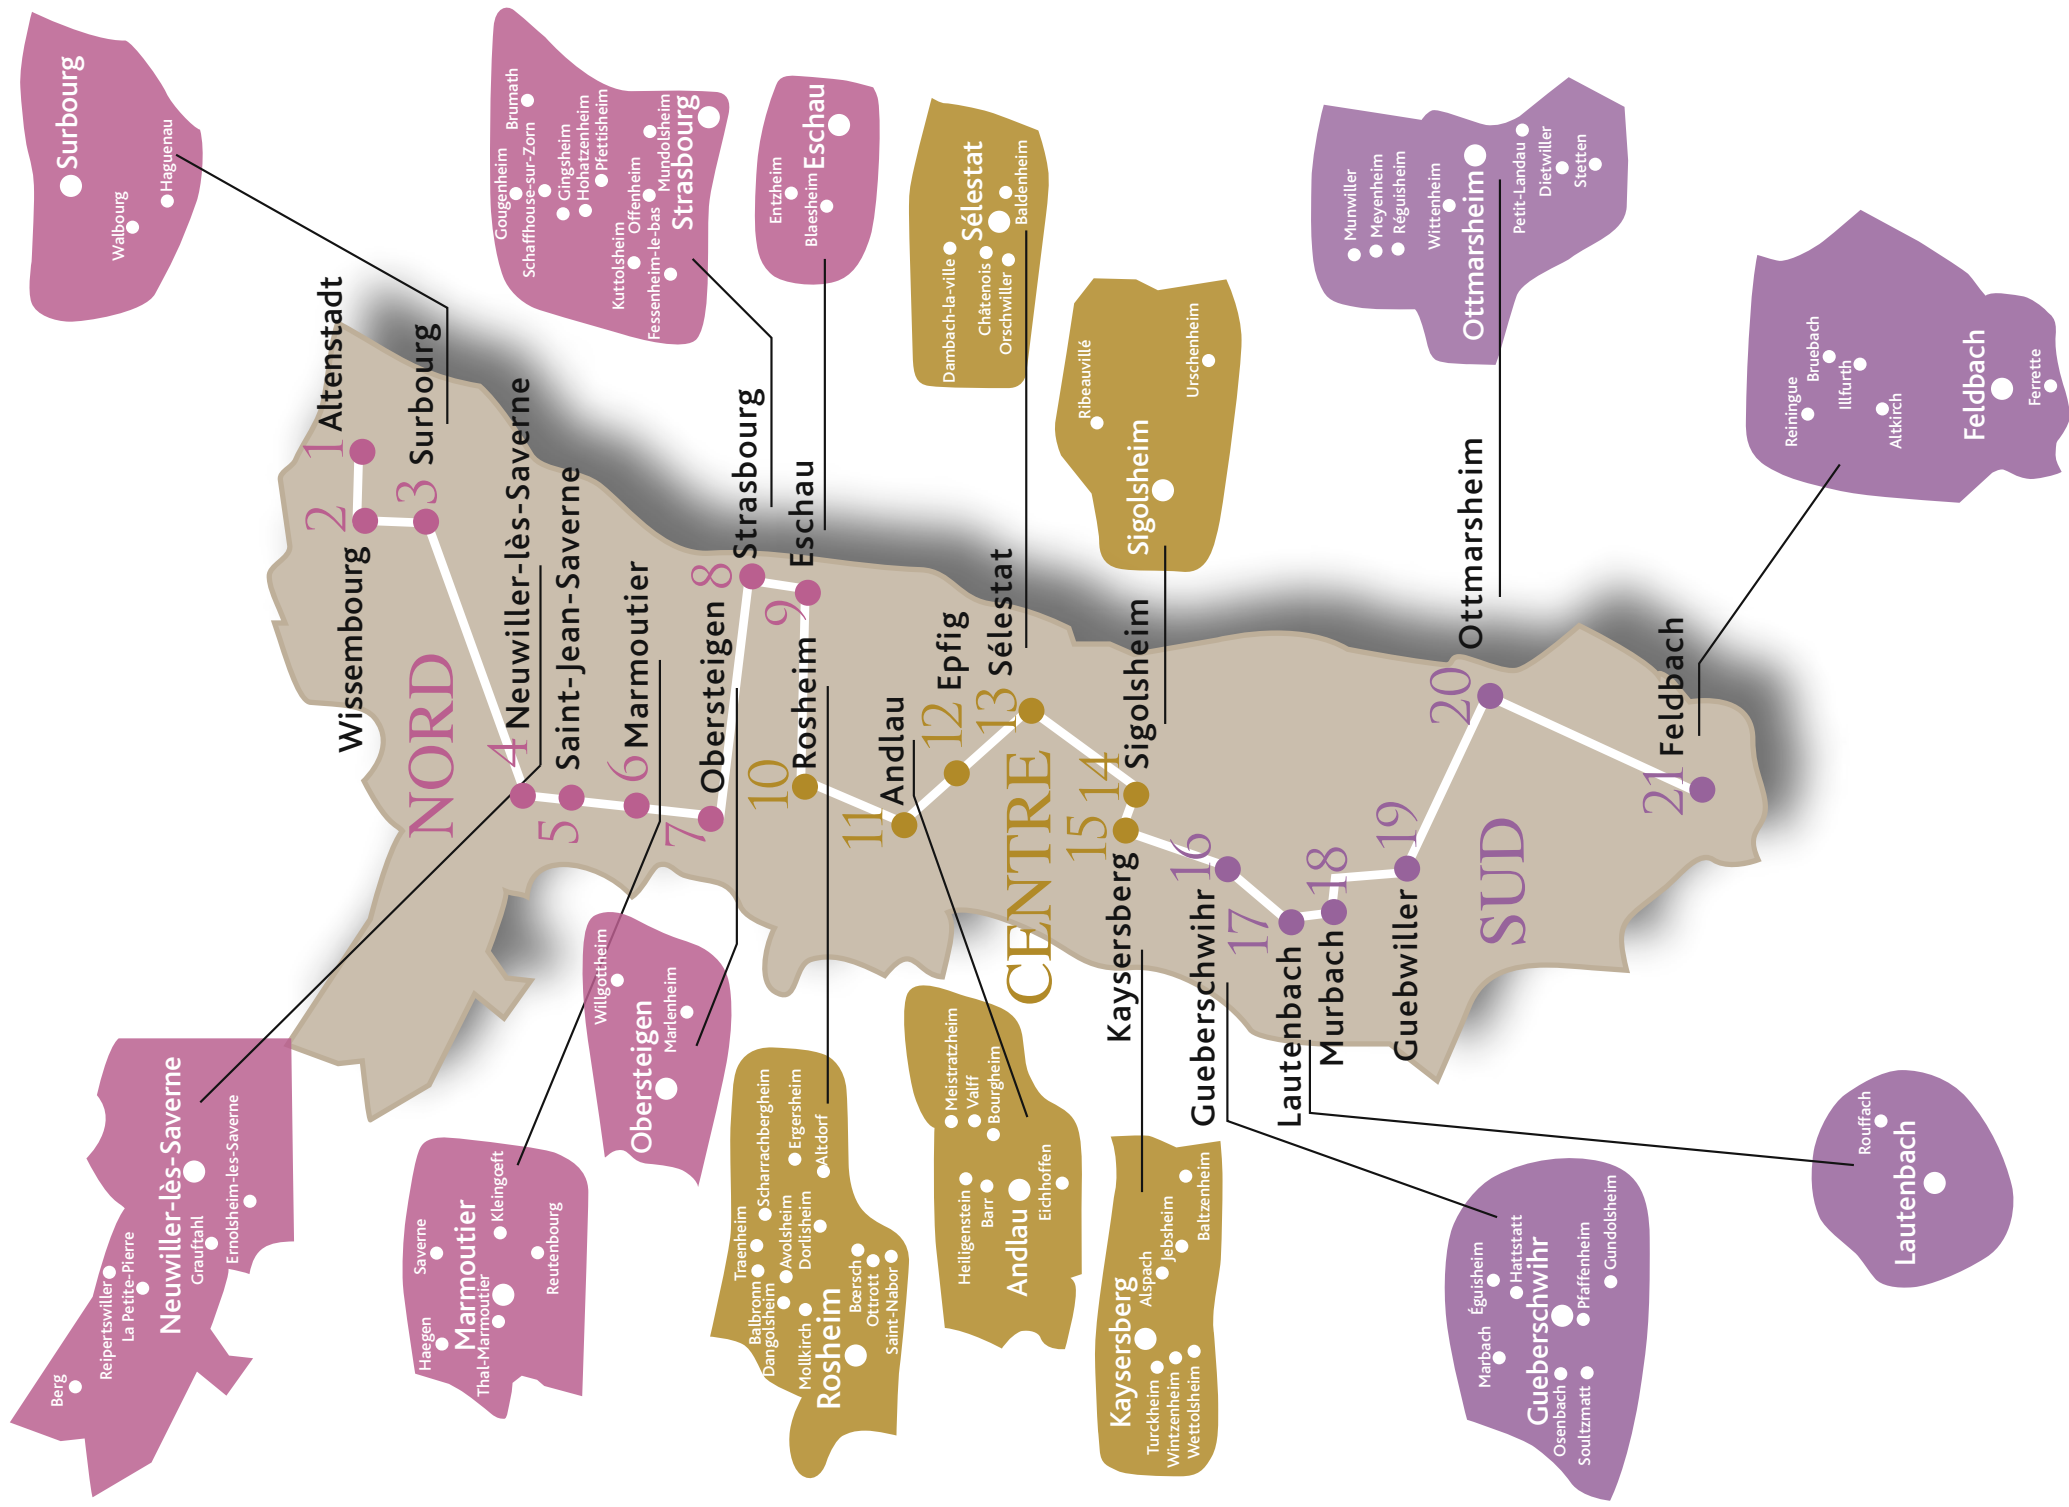 NORD
1 Altenstadt
2 Wissembourg
3 Surbourg
4 Neuwiller-lès-Saverne
5 Saint-Jean-Saverne
6 Marmoutier
7 Obersteigen
8 Strasbourg
9 Eschau
CENTRE
10 Rosheim
11 Andlau
12 Epfig
13 Sélestat
14 Sigolsheim
15 Kaysersberg
SUD
16 Gueberschwihr
17 Lautenbach
18 Murbach
19 Guebwiller
20 Ottmarsheim
21 Feldbach
Surbourg
Walbourg
Haguenau
Brumath
Gougenheim
Schaffhouse-sur-Zorn
Gingsheim
Hohatzenheim
Pfettisheim
Kuttolsheim
Offenheim
Mundolsheim
Fessenheim-le-bas
Strasbourg
Entzheim
Blaesheim
Eschau
Dambach-la-ville
Sélestat
Châtenois
Orschwiller
Baldenheim
Ribeauvillé
Sigolsheim
Urschenheim
Munwiller
Meyenheim
Réguisheim
Wittenheim
Ottmarsheim
Petit-Landau
Dietwiller
Stetten
Reiningue
Bruebach
Illfurth
Altkirch
Feldbach
Ferrette
Berg
Reipertswiller
La Petite-Pierre
Neuwiller-lès-Saverne
Grauftahl
Ernolsheim-les-Saverne
Saverne
Haegen
Marmoutier
Thal-Marmoutier
Kleingœft
Reutenbourg
Willgottheim
Obersteigen
Marlenheim
Traenheim
Scharrachbergheim
Balbronn
Dangolsheim
Avolsheim
Ergersheim
Mollkirch
Dorlisheim
Altdorf
Rosheim
Bœrsch
Ottrott
Saint-Nabor
Meistratzheim
Valff
Bourgheim
Heiligenstein
Barr
Andlau
Eichhoffen
Kaysersberg
Alspach
Jebsheim
Baltzenheim
Turckheim
Wintzenheim
Wettolsheim
Éguisheim
Marbach
Hattstatt
Gueberschwihr
Osenbach
Pfaffenheim
Soultzmatt
Gundolsheim
Rouffach
Lautenbach